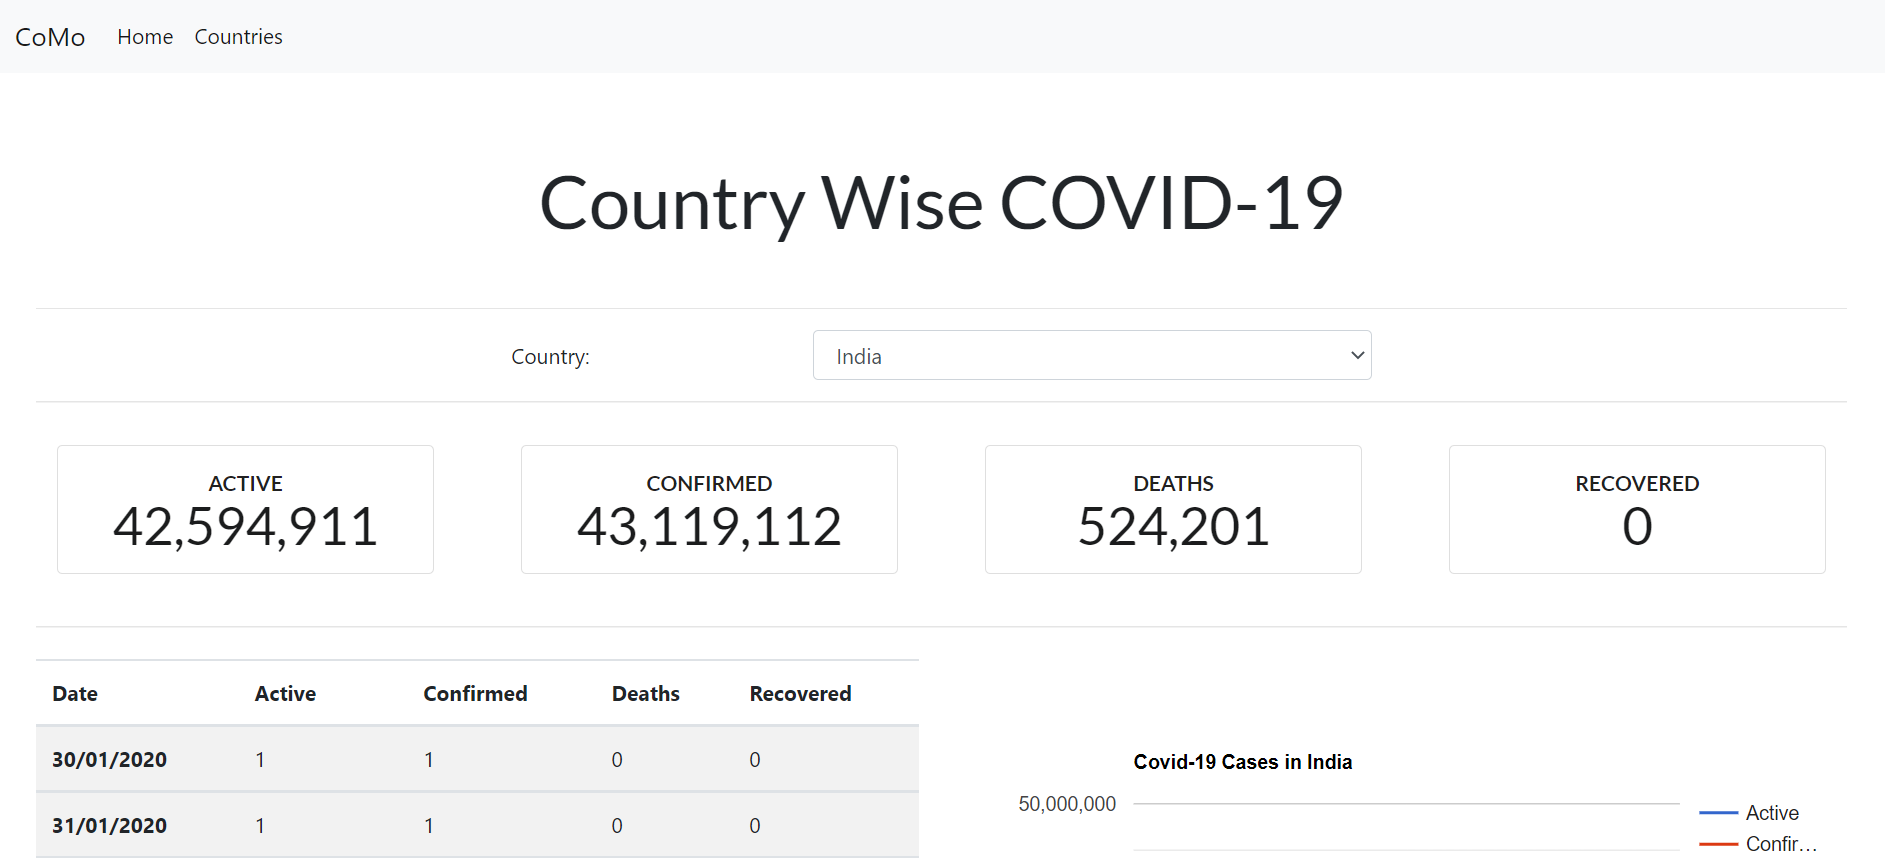 CoMo Home Countries
Country Wise COVID-19
Country: India
ACTIVE
42,594,911
CONFIRMED
43,119,112
DEATHS
524,201
RECOVERED
0
Date Active Confirmed Deaths Recovered
30/01/2020 1 1 0 0
31/01/2020 1 1 0 0
Covid-19 Cases in India
50,000,000
Active
Confir…